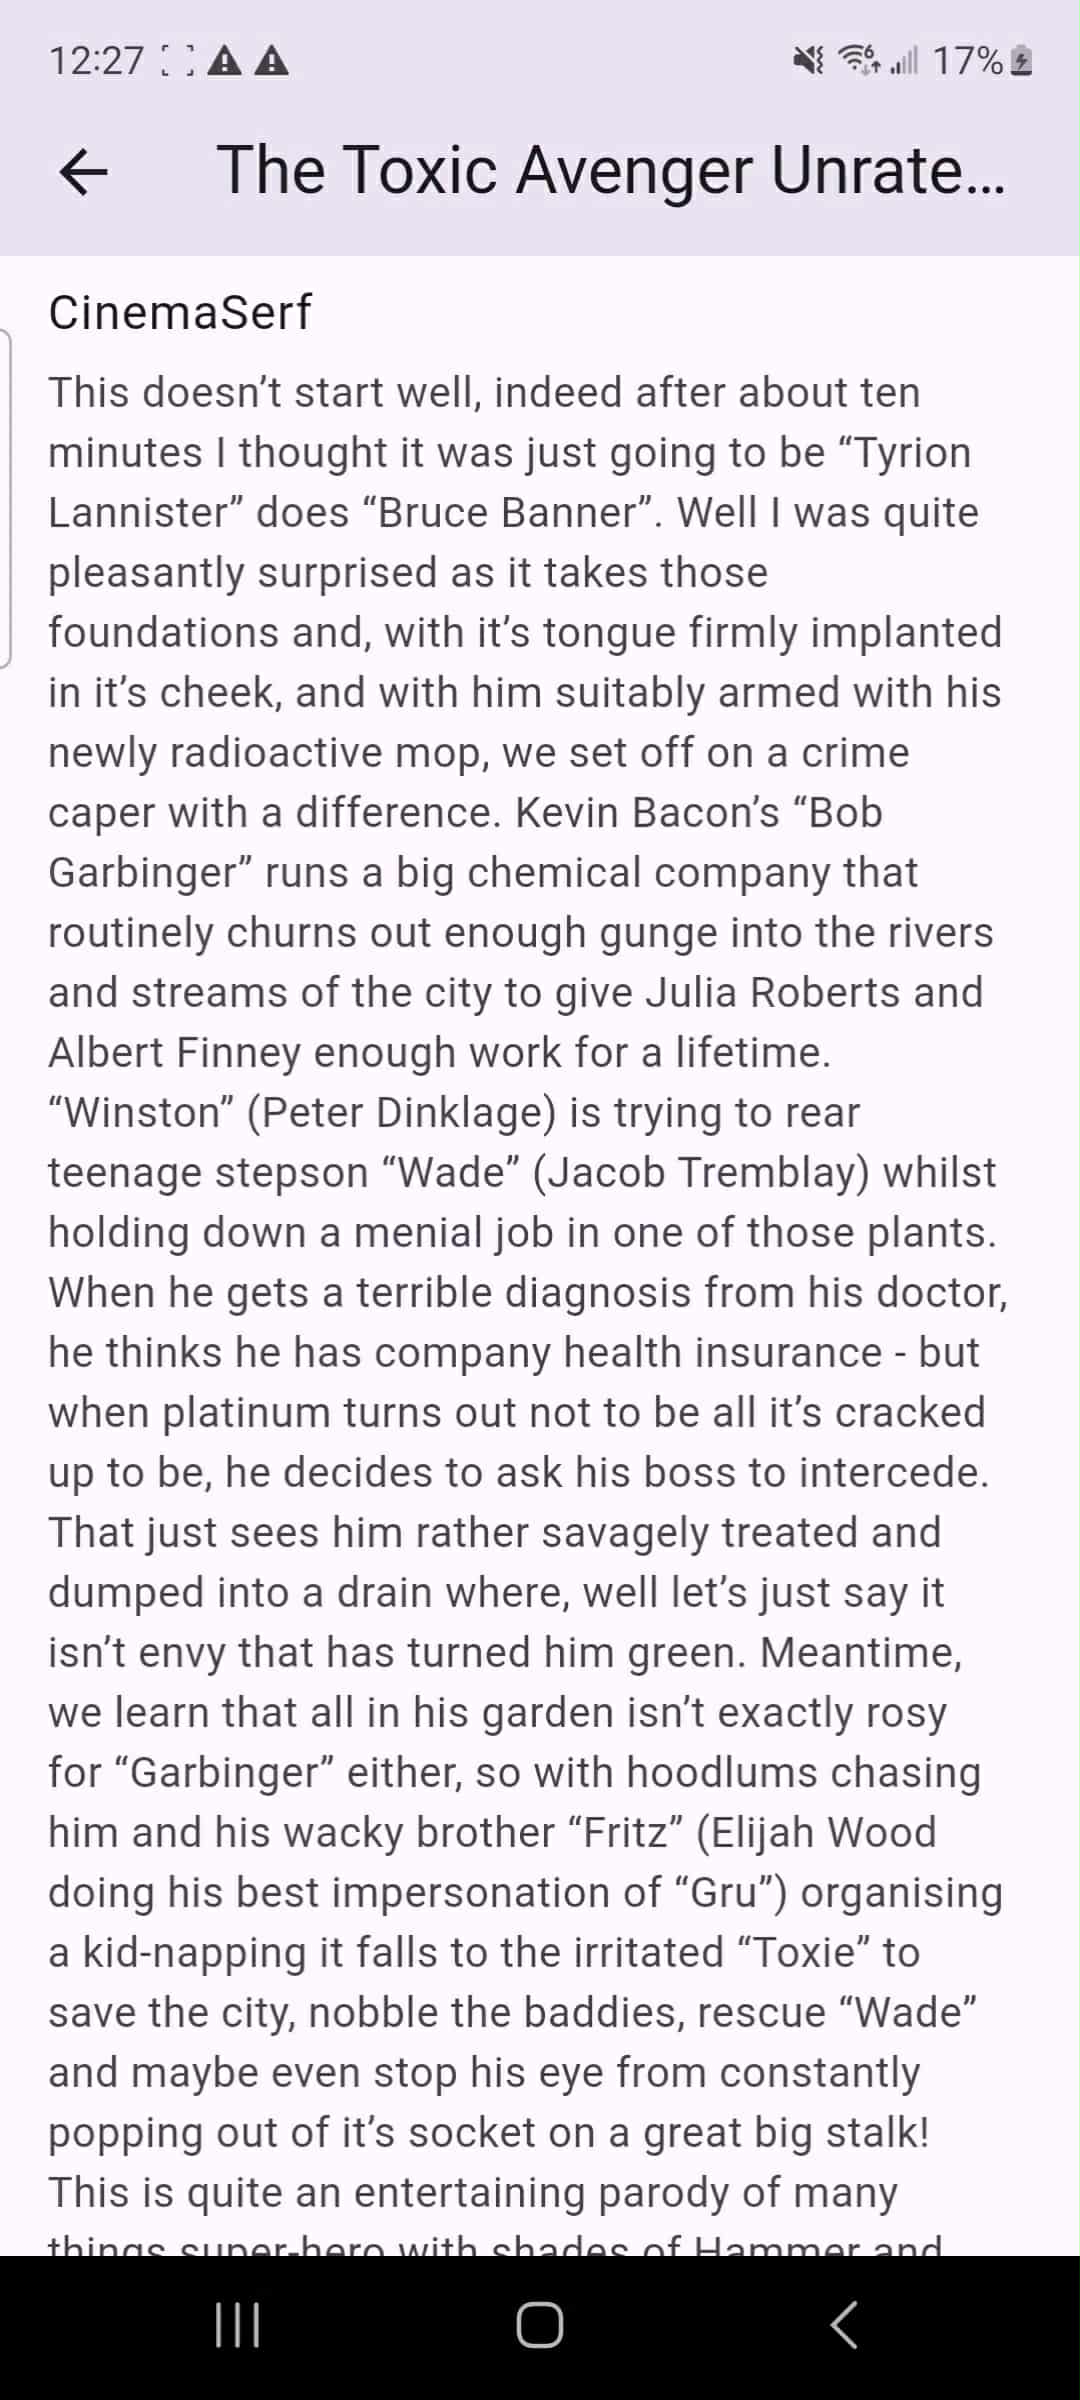 12:27
17%
The Toxic Avenger Unrate...
CinemaSerf
This doesn’t start well, indeed after about ten
minutes I thought it was just going to be “Tyrion
Lannister” does “Bruce Banner”. Well I was quite
pleasantly surprised as it takes those
foundations and, with it’s tongue firmly implanted
in it’s cheek, and with him suitably armed with his
newly radioactive mop, we set off on a crime
caper with a difference. Kevin Bacon’s “Bob
Garbinger” runs a big chemical company that
routinely churns out enough gunge into the rivers
and streams of the city to give Julia Roberts and
Albert Finney enough work for a lifetime.
“Winston” (Peter Dinklage) is trying to rear
teenage stepson “Wade” (Jacob Tremblay) whilst
holding down a menial job in one of those plants.
When he gets a terrible diagnosis from his doctor,
he thinks he has company health insurance - but
when platinum turns out not to be all it’s cracked
up to be, he decides to ask his boss to intercede.
That just sees him rather savagely treated and
dumped into a drain where, well let’s just say it
isn’t envy that has turned him green. Meantime,
we learn that all in his garden isn’t exactly rosy
for “Garbinger” either, so with hoodlums chasing
him and his wacky brother “Fritz” (Elijah Wood
doing his best impersonation of “Gru”) organising
a kid-napping it falls to the irritated “Toxie” to
save the city, nobble the baddies, rescue “Wade”
and maybe even stop his eye from constantly
popping out of it’s socket on a great big stalk!
This is quite an entertaining parody of many
things super-hero with shades of Hammer and